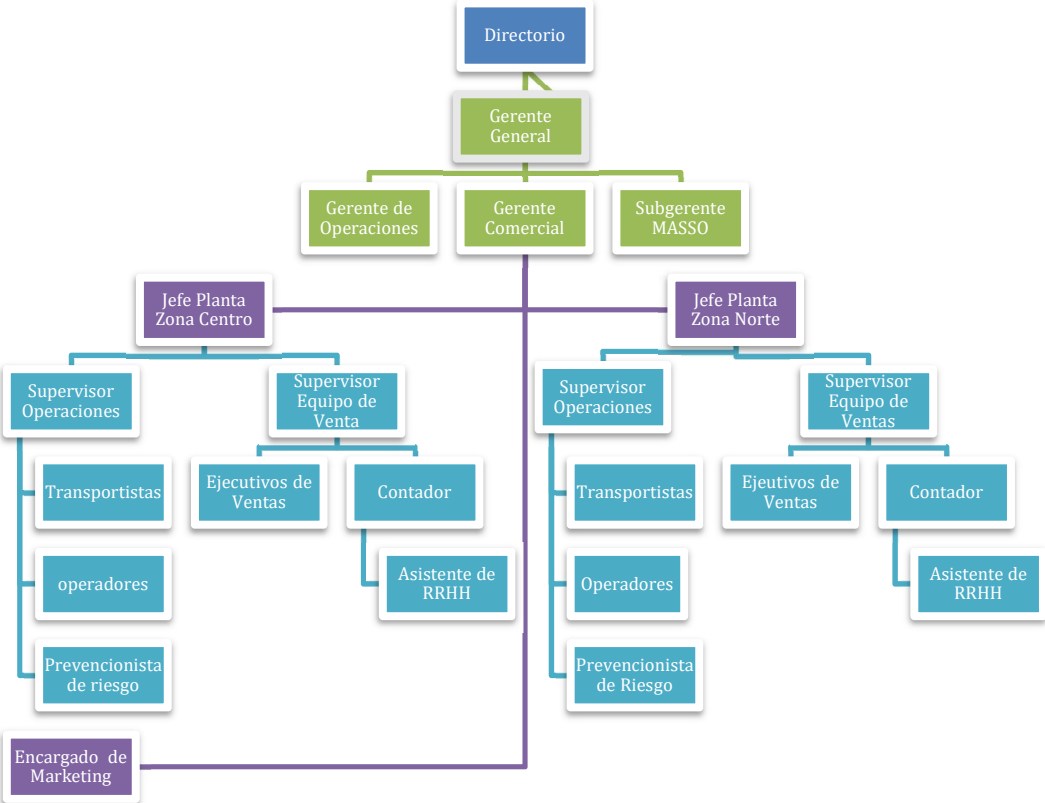 Directorio
Gerente
General
Gerente de
Operaciones
Gerente
Comercial
Subgerente
MASSO
Jefe Planta
Zona Centro
Jefe Planta
Zona Norte
Supervisor
Operaciones
Supervisor
Equipo de
Venta
Supervisor
Operaciones
Supervisor
Equipo de
Ventas
Transportistas
Ejecutivos de
Ventas
Contador
Transportistas
Ejeutivos de
Ventas
Contador
operadores
Asistente de
RRHH
Operadores
Asistente de
RRHH
Prevencionista
de riesgo
Prevencionista
de Riesgo
Encargado de
Marketing